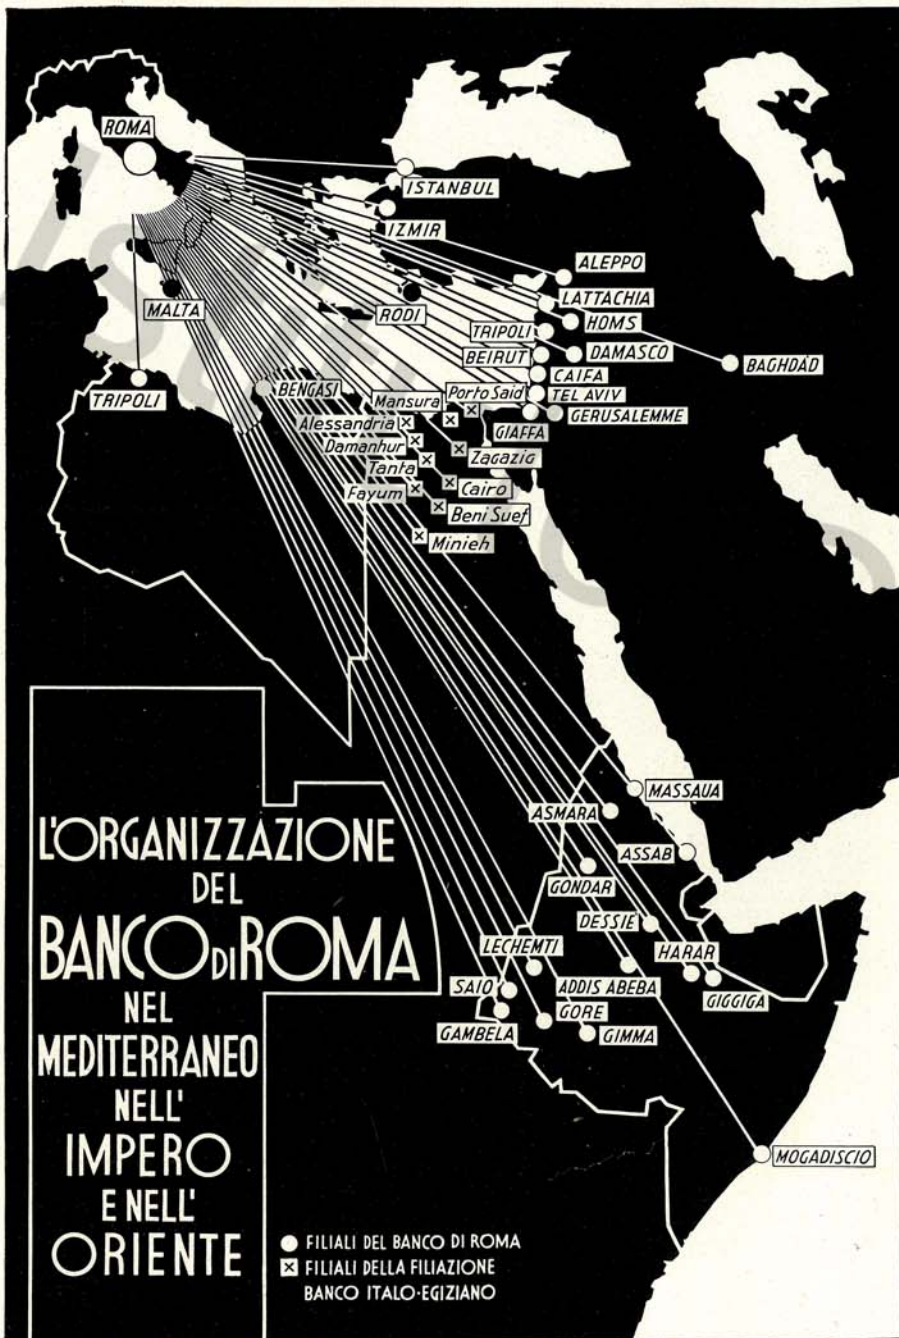 ROMA
ISTANBUL
IZMIR
ALEPPO
LATTACHIA
MALTA
RODI
HOMS
TRIPOLI
BEIRUT
DAMASCO
BAGHDAD
CAIFA
TRIPOLI
BENGASI
Mansura
Porto Said
TEL AVIV
GERUSALEMME
Alessandria
GIAFFA
Damanhur
Zagazig
Tanta
Cairo
Fayum
Beni Suef
Minieh
MASSAUA
ASMARA
ASSAB
GONDAR
DESSIE
LECHEMTI
HARAR
SAIO
ADDIS ABEBA
GIGGIGA
GORE
GAMBELA
GIMMA
MOGADISCIO
L'ORGANIZZAZIONE
DEL
BANCO DI ROMA
NEL
MEDITERRANEO
NELL'
IMPERO
E NELL'
ORIENTE
FILIALI DEL BANCO DI ROMA
FILIALI DELLA FILIAZIONE
BANCO ITALO-EGIZIANO